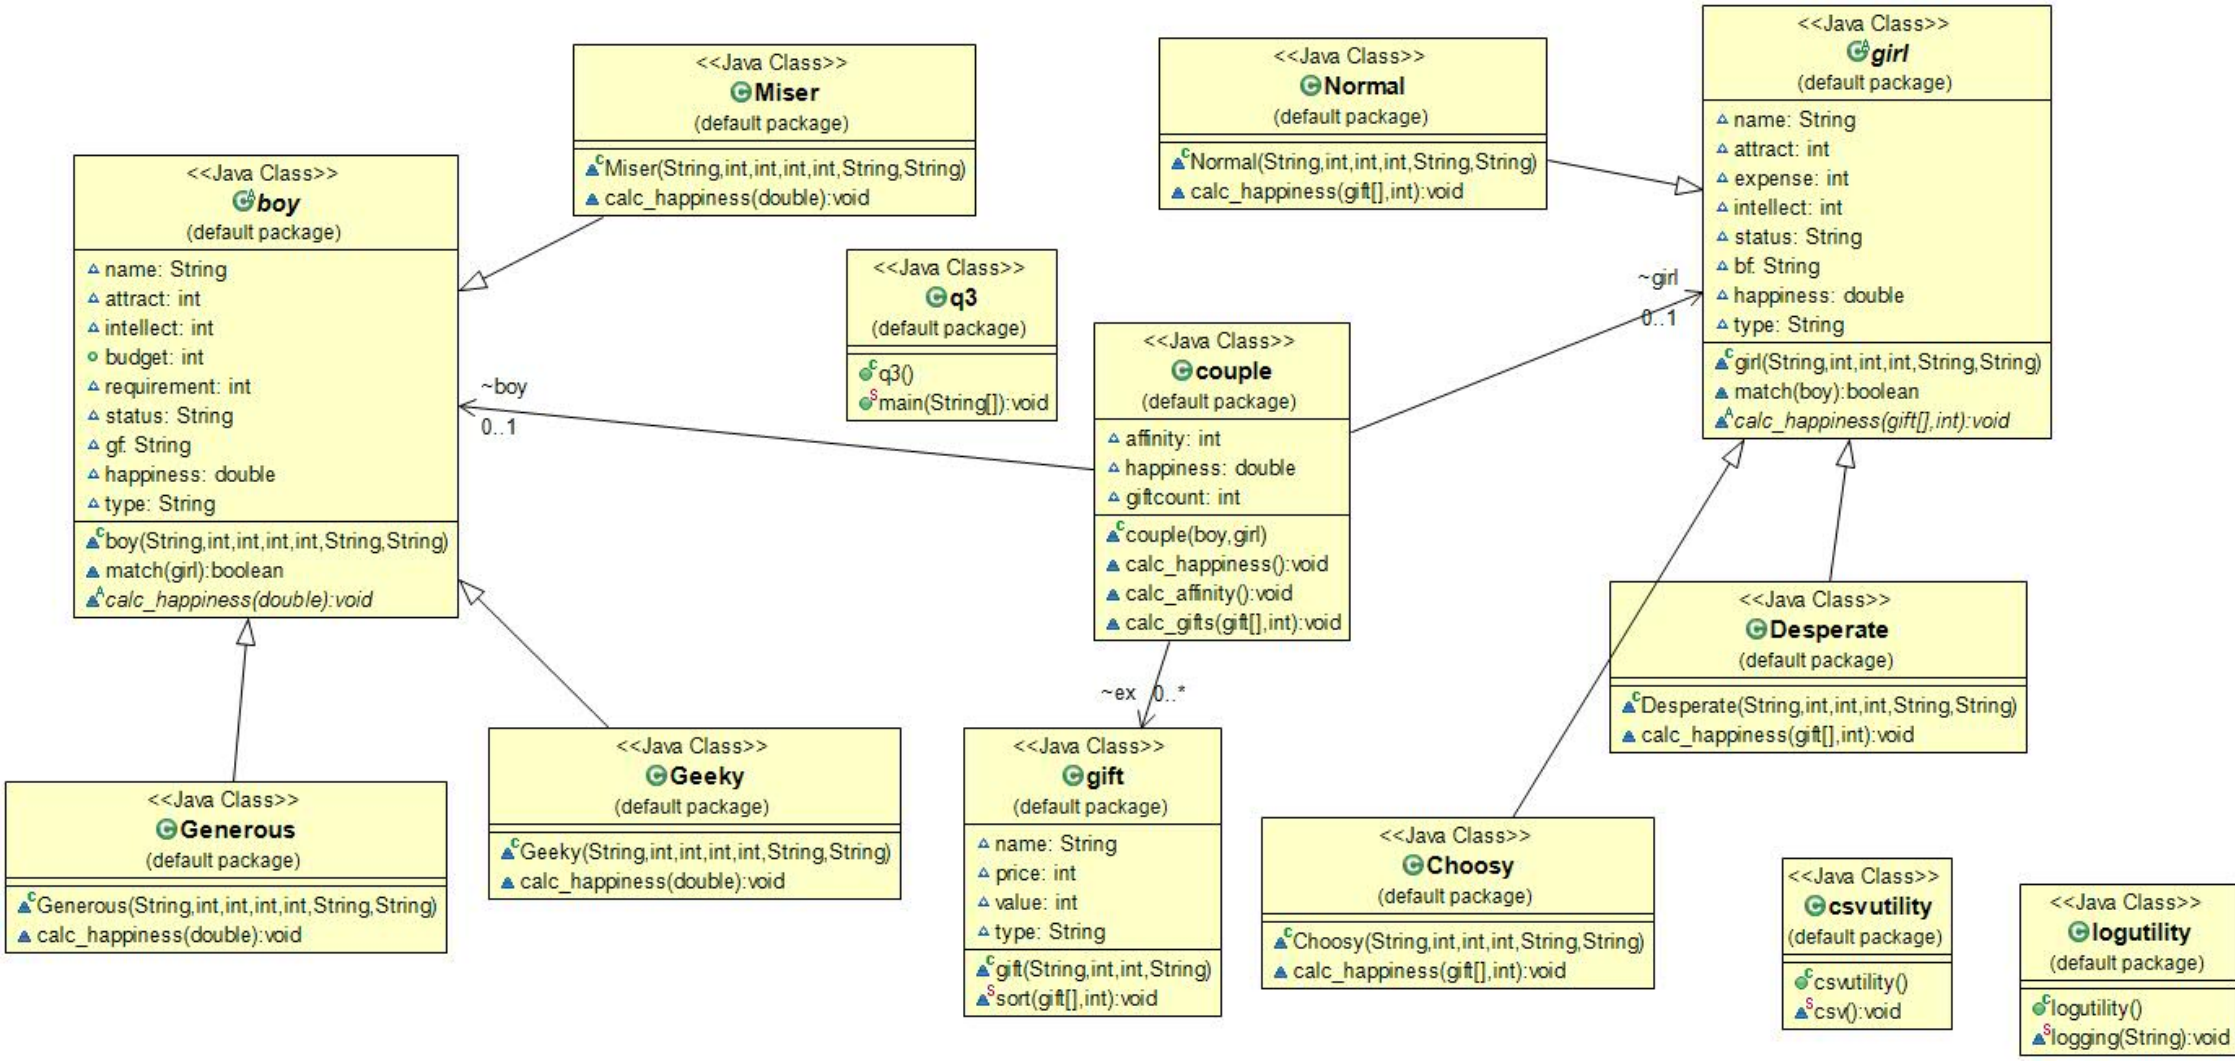 <<Java Class>>
boy
(default package)
name: String
attract: int
intellect: int
budget: int
requirement: int
status: String
gf: String
happiness: double
type: String
boy(String,int,int,int,int,String,String)
match(girl):boolean
calc_happiness(double):void
<<Java Class>>
Miser
(default package)
Miser(String,int,int,int,int,String,String)
calc_happiness(double):void
<<Java Class>>
q3
(default package)
q3()
main(String[]):void
<<Java Class>>
Normal
(default package)
Normal(String,int,int,int,String,String)
calc_happiness(gift[],int):void
<<Java Class>>
girl
(default package)
name: String
attract: int
expense: int
intellect: int
status: String
bf: String
happiness: double
type: String
girl(String,int,int,int,String,String)
match(boy):boolean
calc_happiness(gift[],int):void
~boy
0..1
~girl
0..1
<<Java Class>>
couple
(default package)
affinity: int
happiness: double
giftcount: int
couple(boy,girl)
calc_happiness():void
calc_affinity():void
calc_gifts(gift[],int):void
~ex 0..*
<<Java Class>>
Desperate
(default package)
Desperate(String,int,int,int,String,String)
calc_happiness(gift[],int):void
<<Java Class>>
Generous
(default package)
Generous(String,int,int,int,int,String,String)
calc_happiness(double):void
<<Java Class>>
Geeky
(default package)
Geeky(String,int,int,int,int,String,String)
calc_happiness(double):void
<<Java Class>>
gift
(default package)
name: String
price: int
value: int
type: String
gift(String,int,int,String)
sort(gift[],int):void
<<Java Class>>
Choosy
(default package)
Choosy(String,int,int,int,String,String)
calc_happiness(gift[],int):void
<<Java Class>>
csvutility
(default package)
csvutility()
csv():void
<<Java Class>>
logutility
(default package)
logutility()
logging(String):void